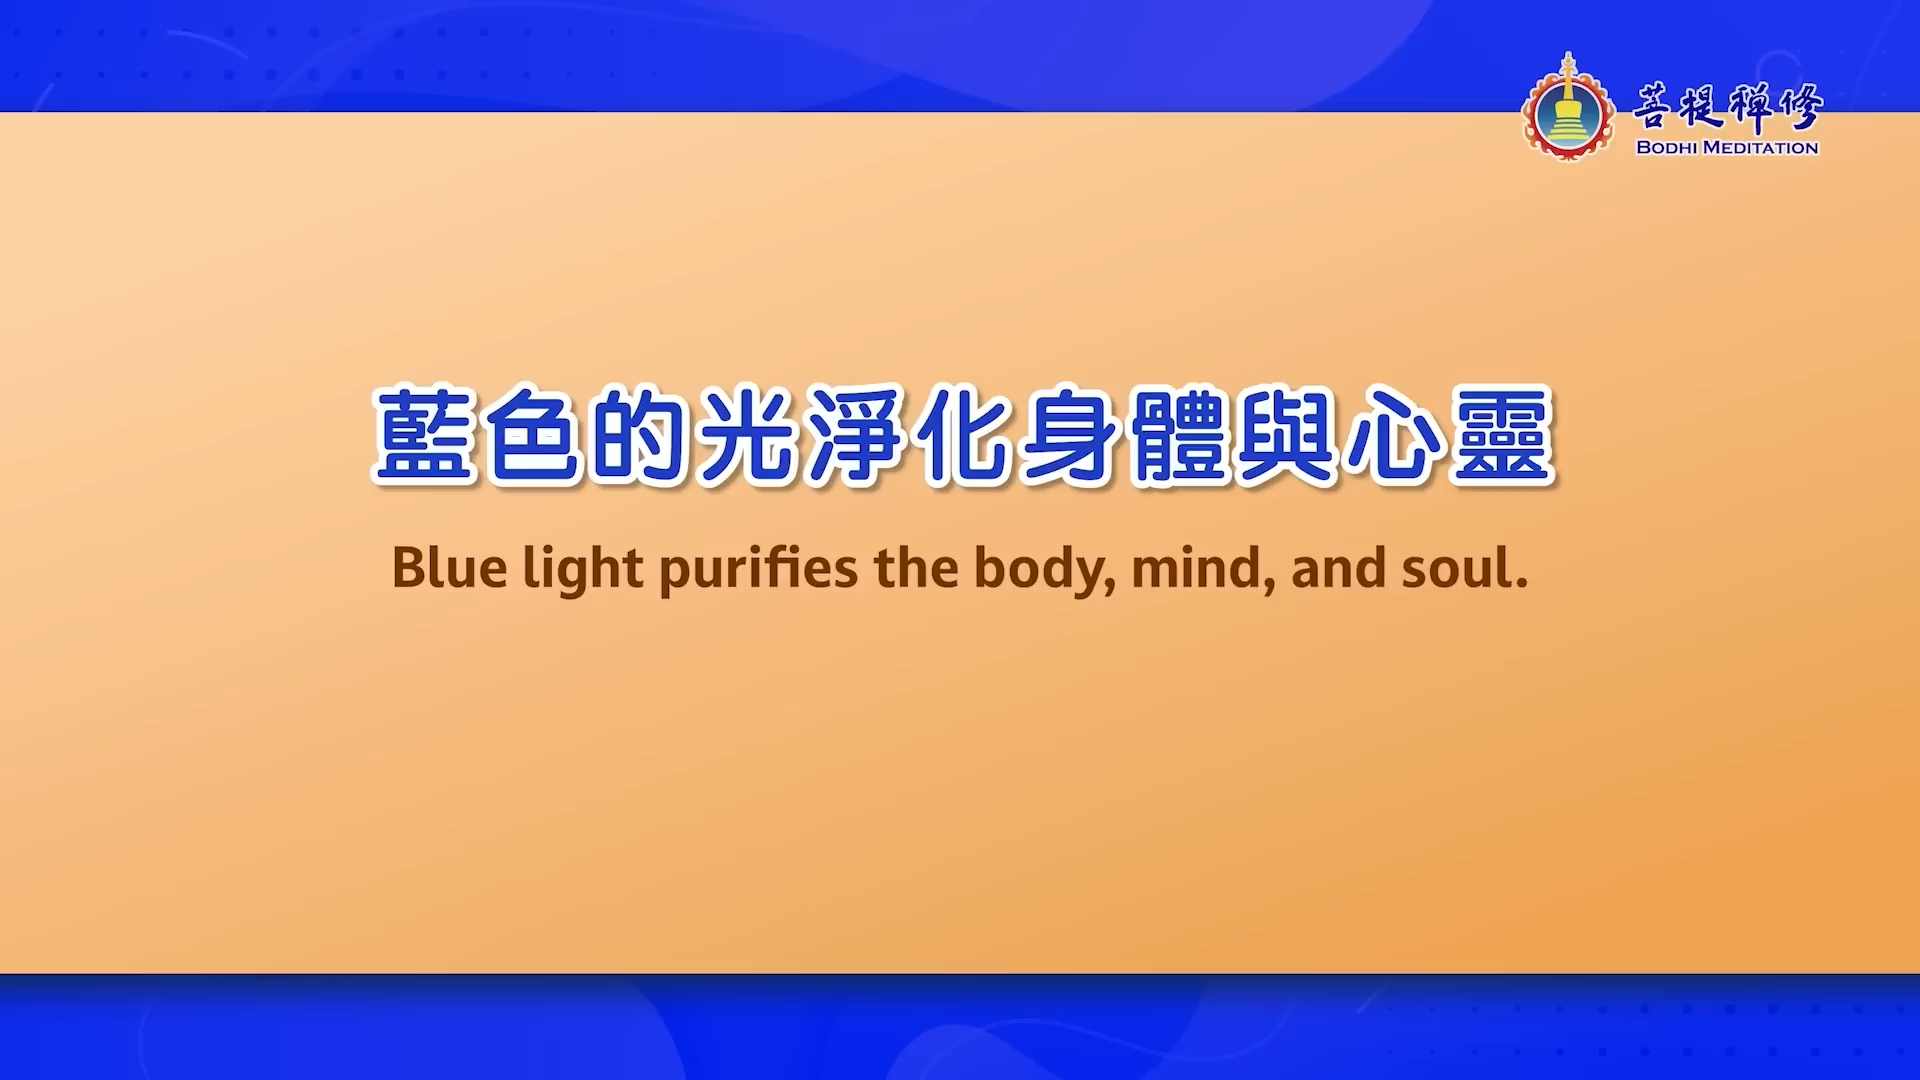 菩提禪修
BODHI MEDITATION
藍色的光淨化身體與心靈
Blue light purifies the body, mind, and soul.